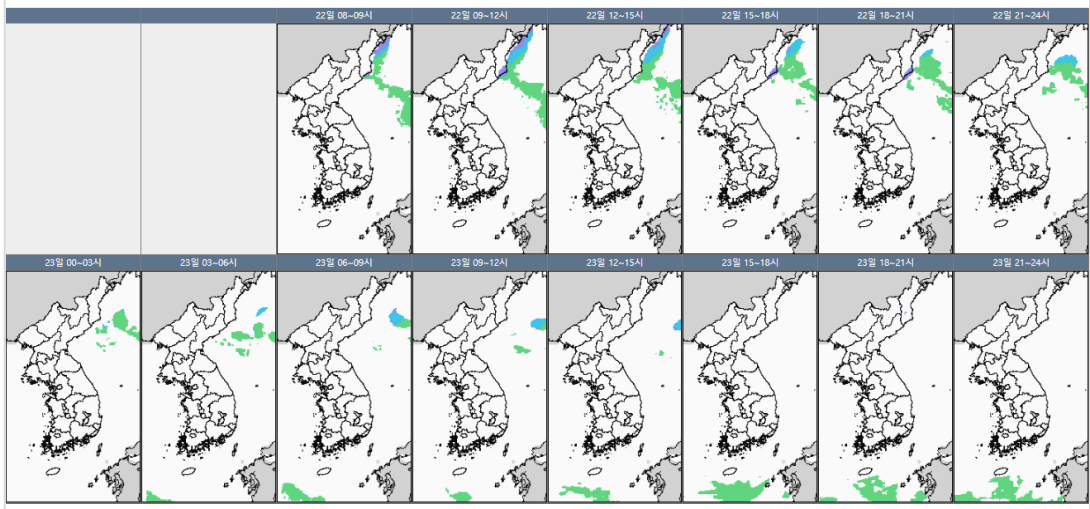 22일 08~09시
22일 09~12시
22일 12~15시
22일 15~18시
22일 18~21시
22일 21~24시
23일 00~03시
23일 03~06시
23일 06~09시
23일 09~12시
23일 12~15시
23일 15~18시
23일 18~21시
23일 21~24시